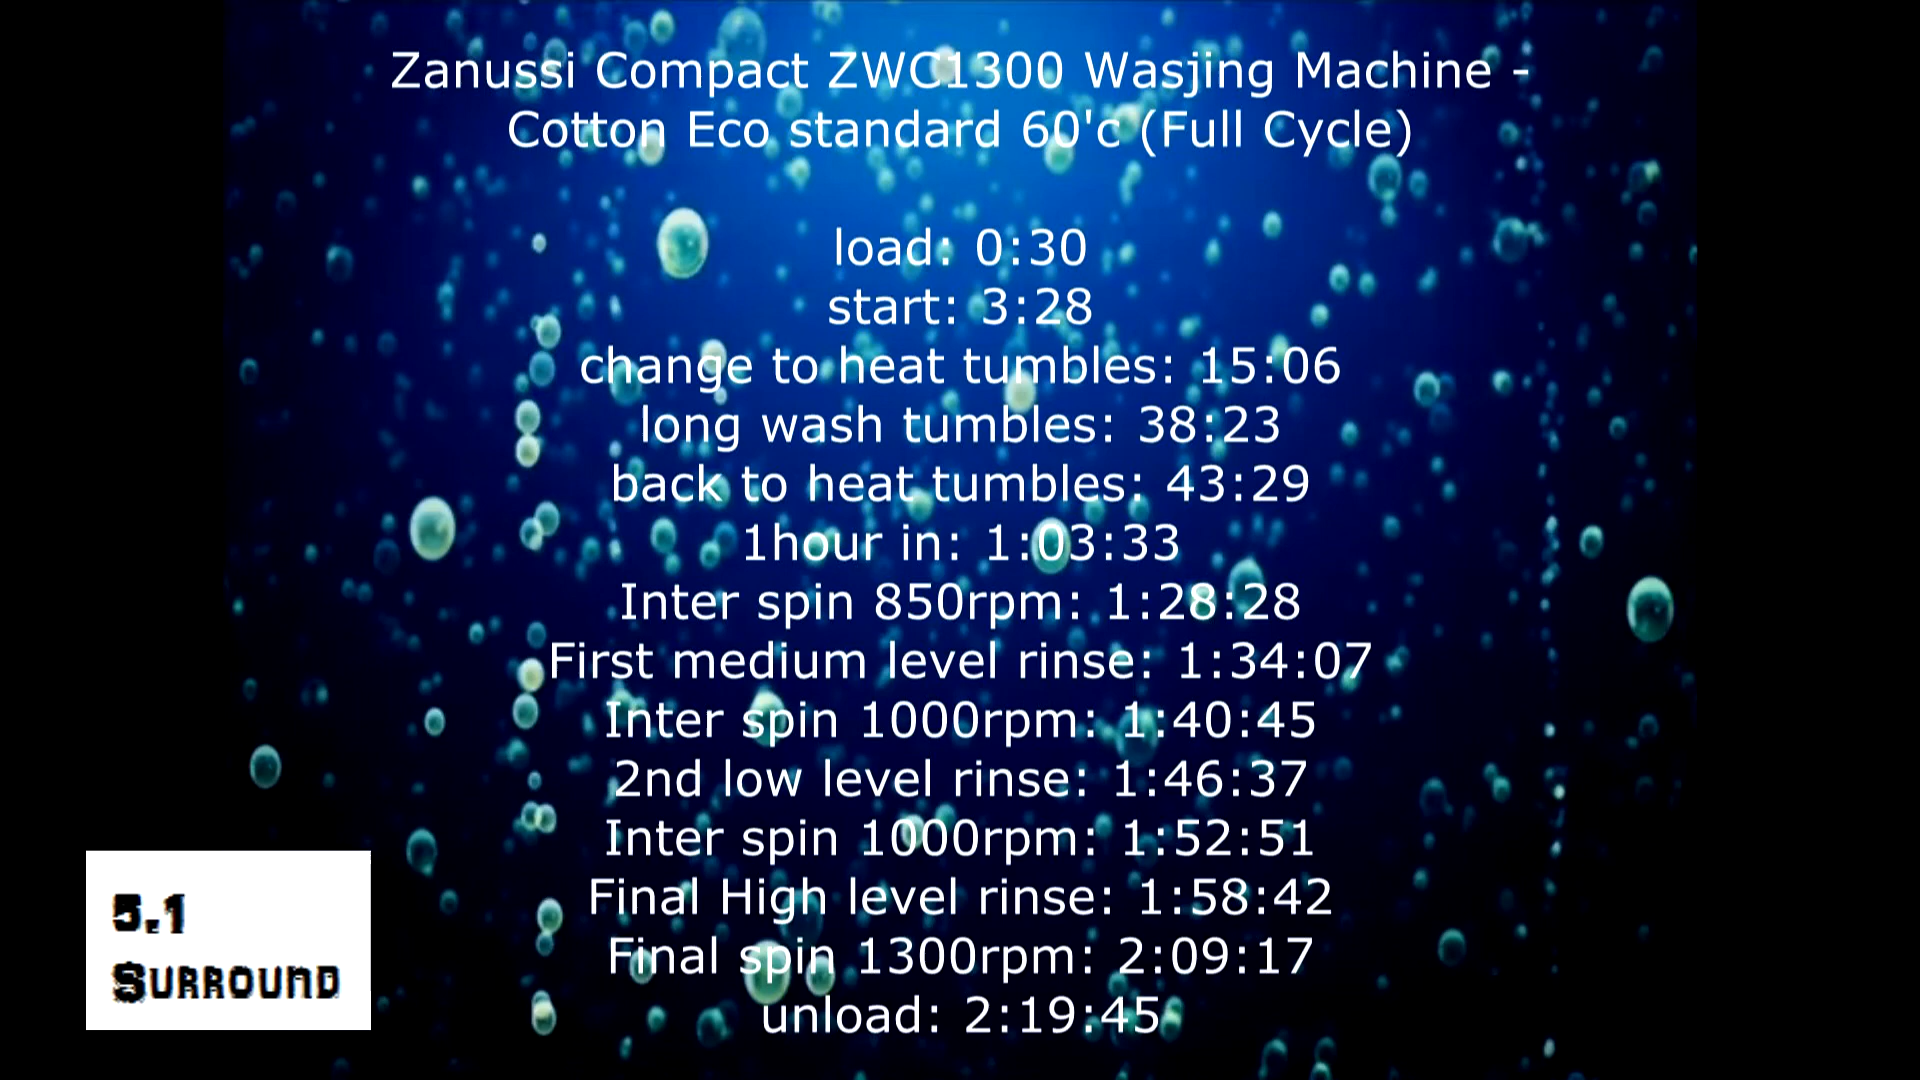 Zanussi Compact ZWC1300 Wasjing Machine -
Cotton Eco standard 60'c (Full Cycle)
load: 0:30
start: 3:28
change to heat tumbles: 15:06
long wash tumbles: 38:23
back to heat tumbles: 43:29
1hour in: 1:03:33
Inter spin 850rpm: 1:28:28
First medium level rinse: 1:34:07
Inter spin 1000rpm: 1:40:45
2nd low level rinse: 1:46:37
Inter spin 1000rpm: 1:52:51
Final High level rinse: 1:58:42
Final spin 1300rpm: 2:09:17
unload: 2:19:45
5.1
Surround